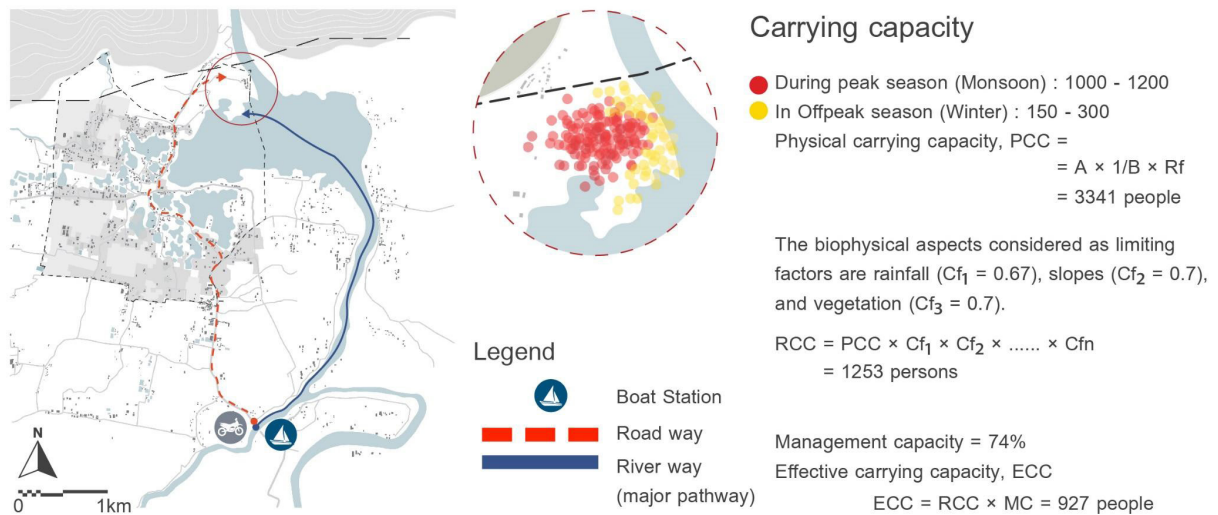 N
0 1km
Legend
Boat Station
Road way
River way
(major pathway)
Carrying capacity
During peak season (Monsoon) : 1000 - 1200
In Offpeak season (Winter) : 150 - 300
Physical carrying capacity, PCC =
= A × 1/B × Rf
= 3341 people
The biophysical aspects considered as limiting
factors are rainfall (Cf1 = 0.67), slopes (Cf2 = 0.7),
and vegetation (Cf3 = 0.7).
RCC = PCC × Cf1 × Cf2 × ...... × Cfn
= 1253 persons
Management capacity = 74%
Effective carrying capacity, ECC
ECC = RCC × MC = 927 people